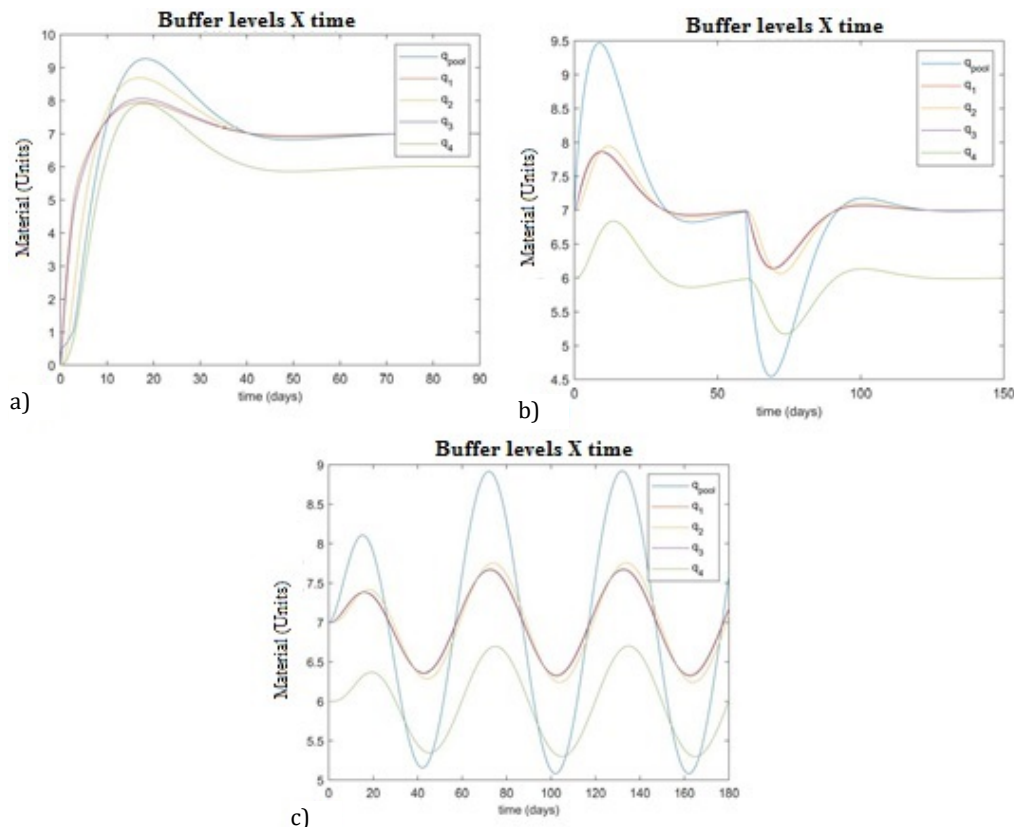 Buffer levels X time
10
9
8
7
6
5
4
3
2
1
0
Material (Units)
q_pool
q_1
q_2
q_3
q_4
0 10 20 30 40 50 60 70 80 90
time (days)
a)
Buffer levels X time
9.5
9
8.5
8
7.5
7
6.5
6
5.5
5
4.5
Material (Units)
q_pool
q_1
q_2
q_3
q_4
0 50 100 150
time (days)
b)
Buffer levels X time
9
8.5
8
7.5
7
6.5
6
5.5
5
Material (Units)
q_pool
q_1
q_2
q_3
q_4
0 20 40 60 80 100 120 140 160 180
time (days)
c)